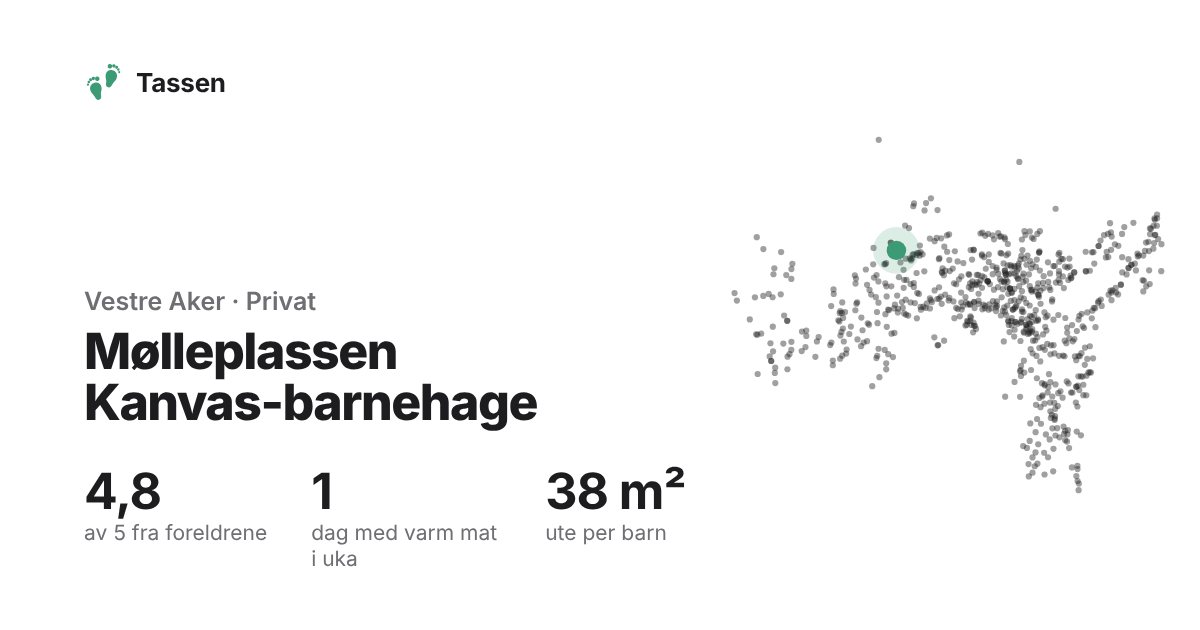 Tassen
Vestre Aker · Privat
Mølleplassen
Kanvas-barnehage
4,8
av 5 fra foreldrene
1
dag med varm mat
i uka
38 m²
ute per barn